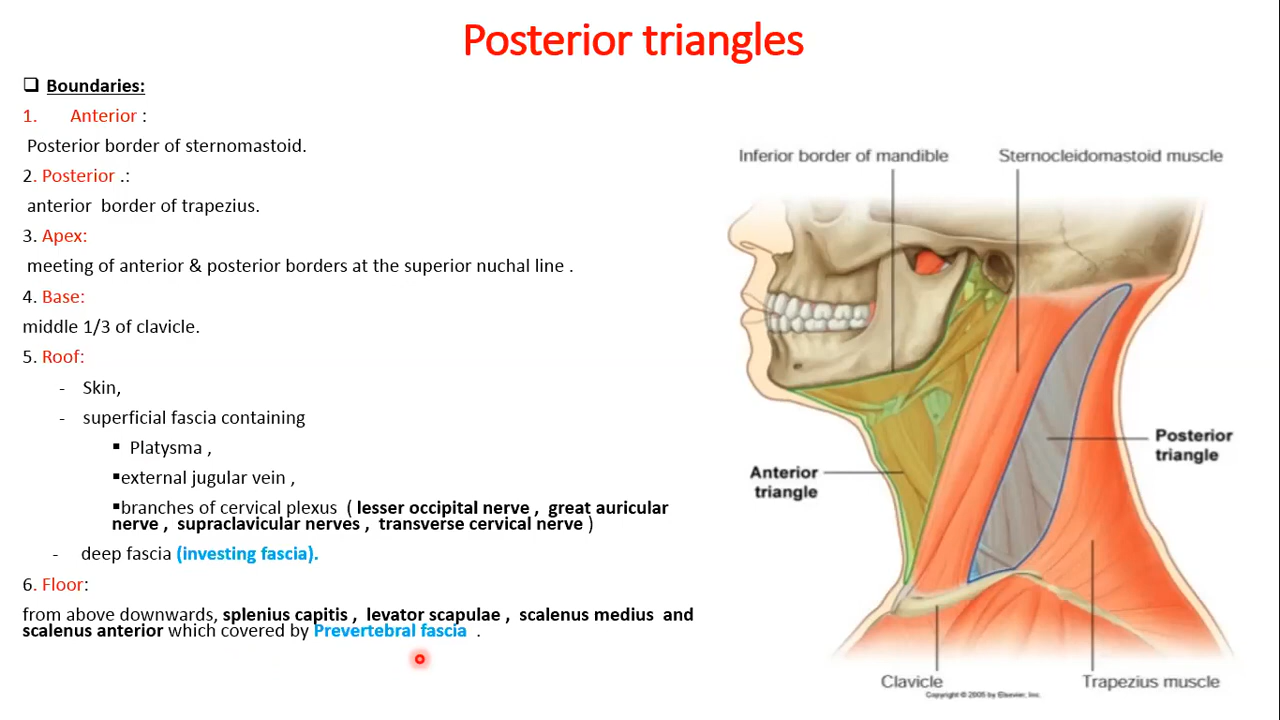 Posterior triangles
❑ Boundaries:
1. Anterior :
Posterior border of sternomastoid.
2. Posterior .:
anterior border of trapezius.
3. Apex:
meeting of anterior & posterior borders at the superior nuchal line .
4. Base:
middle 1/3 of clavicle.
5. Roof:
- Skin,
- superficial fascia containing
▪ Platysma ,
▪external jugular vein ,
▪branches of cervical plexus ( lesser occipital nerve , great auricular
nerve , supraclavicular nerves , transverse cervical nerve )
- deep fascia (investing fascia).
6. Floor:
from above downwards, splenius capitis , levator scapulae , scalenus medius and
scalenus anterior which covered by Prevertebral fascia .
Inferior border of mandible
Sternocleidomastoid muscle
Posterior
triangle
Anterior
triangle
Clavicle
Trapezius muscle
Copyright © 2005 by Elsevier, Inc.